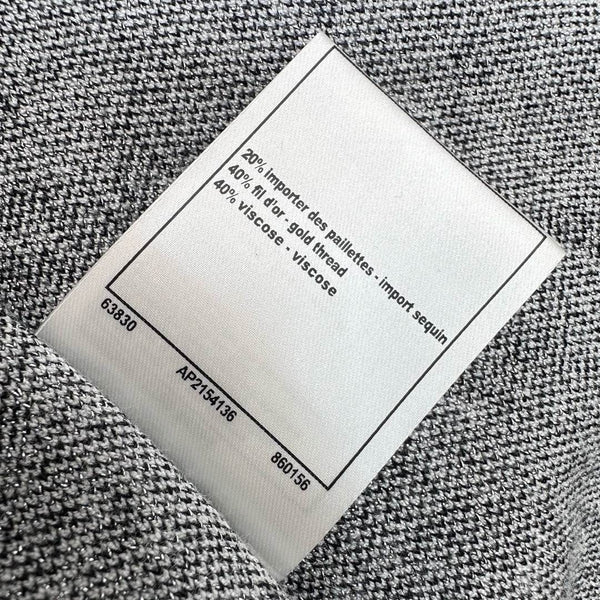 20% importer des paillettes - import sequin
40% fil d'or - gold thread
40% viscose - viscose
63830
AP2154136
860156